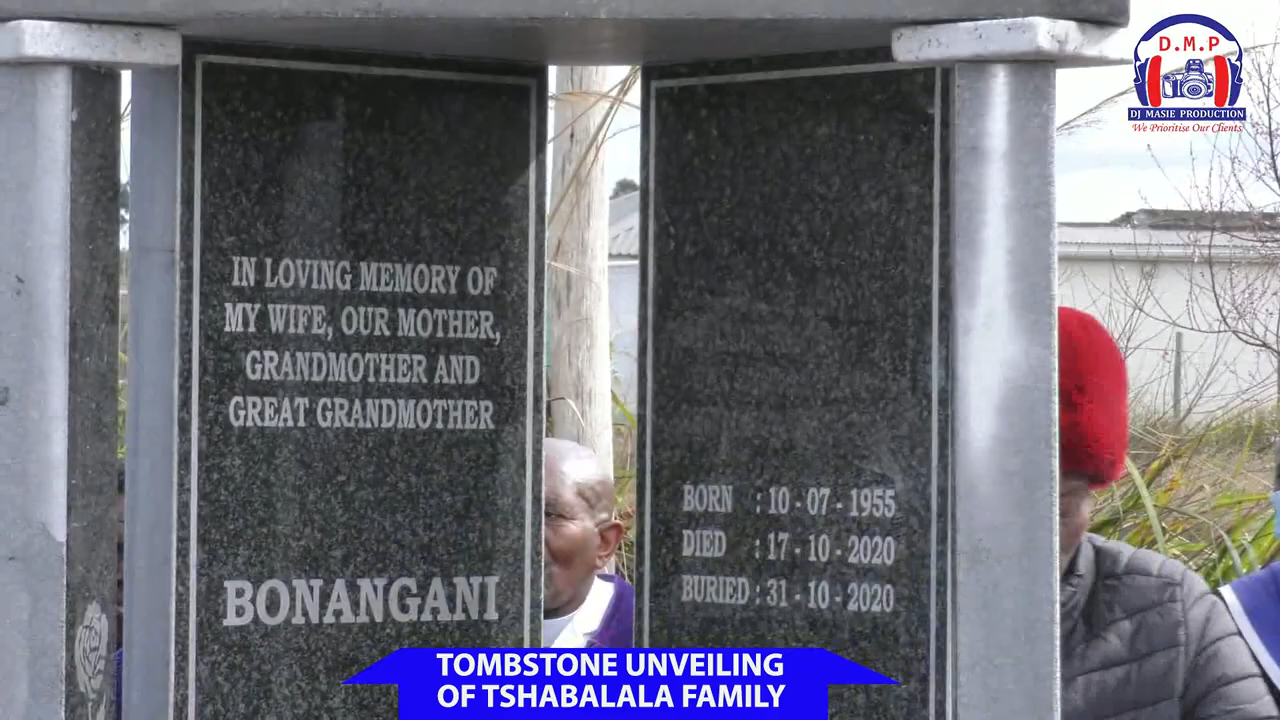 D.M.P
DJ MASIE PRODUCTION
We Prioritise Our Clients
IN LOVING MEMORY OF
MY WIFE, OUR MOTHER,
GRANDMOTHER AND
GREAT GRANDMOTHER
BONANGANI
BORN : 10 - 07 - 1955
DIED : 17 - 10 - 2020
BURIED : 31 - 10 - 2020
TOMBSTONE UNVEILING
OF TSHABALALA FAMILY